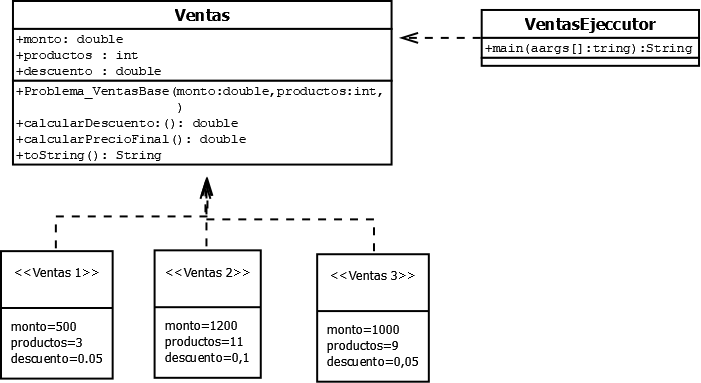 Ventas
+monto: double
+productos : int
+descuento : double
+Problema_VentasBase(monto:double,productos:int,
)
+calcularDescuento:(): double
+calcularPrecioFinal(): double
+toString(): String
VentasEjeccutor
+main(aargs[]:tring):String
<<Ventas 1>>
monto=500
productos=3
descuento=0.05
<<Ventas 2>>
monto=1200
productos=11
descuento=0,1
<<Ventas 3>>
monto=1000
productos=9
descuento=0,05